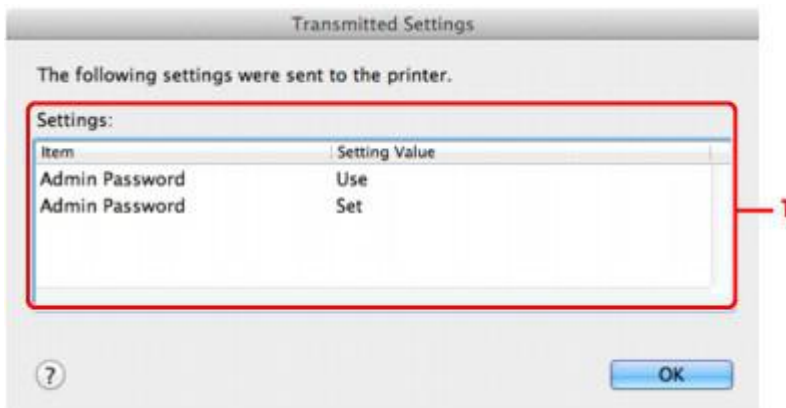 Transmitted Settings
The following settings were sent to the printer.
Settings:
Item Setting Value
Admin Password Use
Admin Password Set
1
? OK